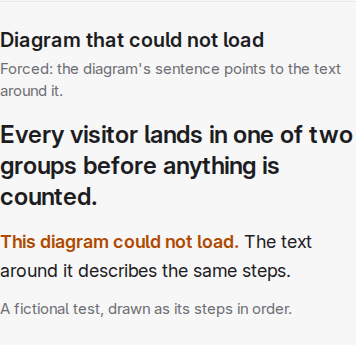 Diagram that could not load
Forced: the diagram's sentence points to the text
around it.
Every visitor lands in one of two
groups before anything is
counted.
This diagram could not load. The text
around it describes the same steps.
A fictional test, drawn as its steps in order.